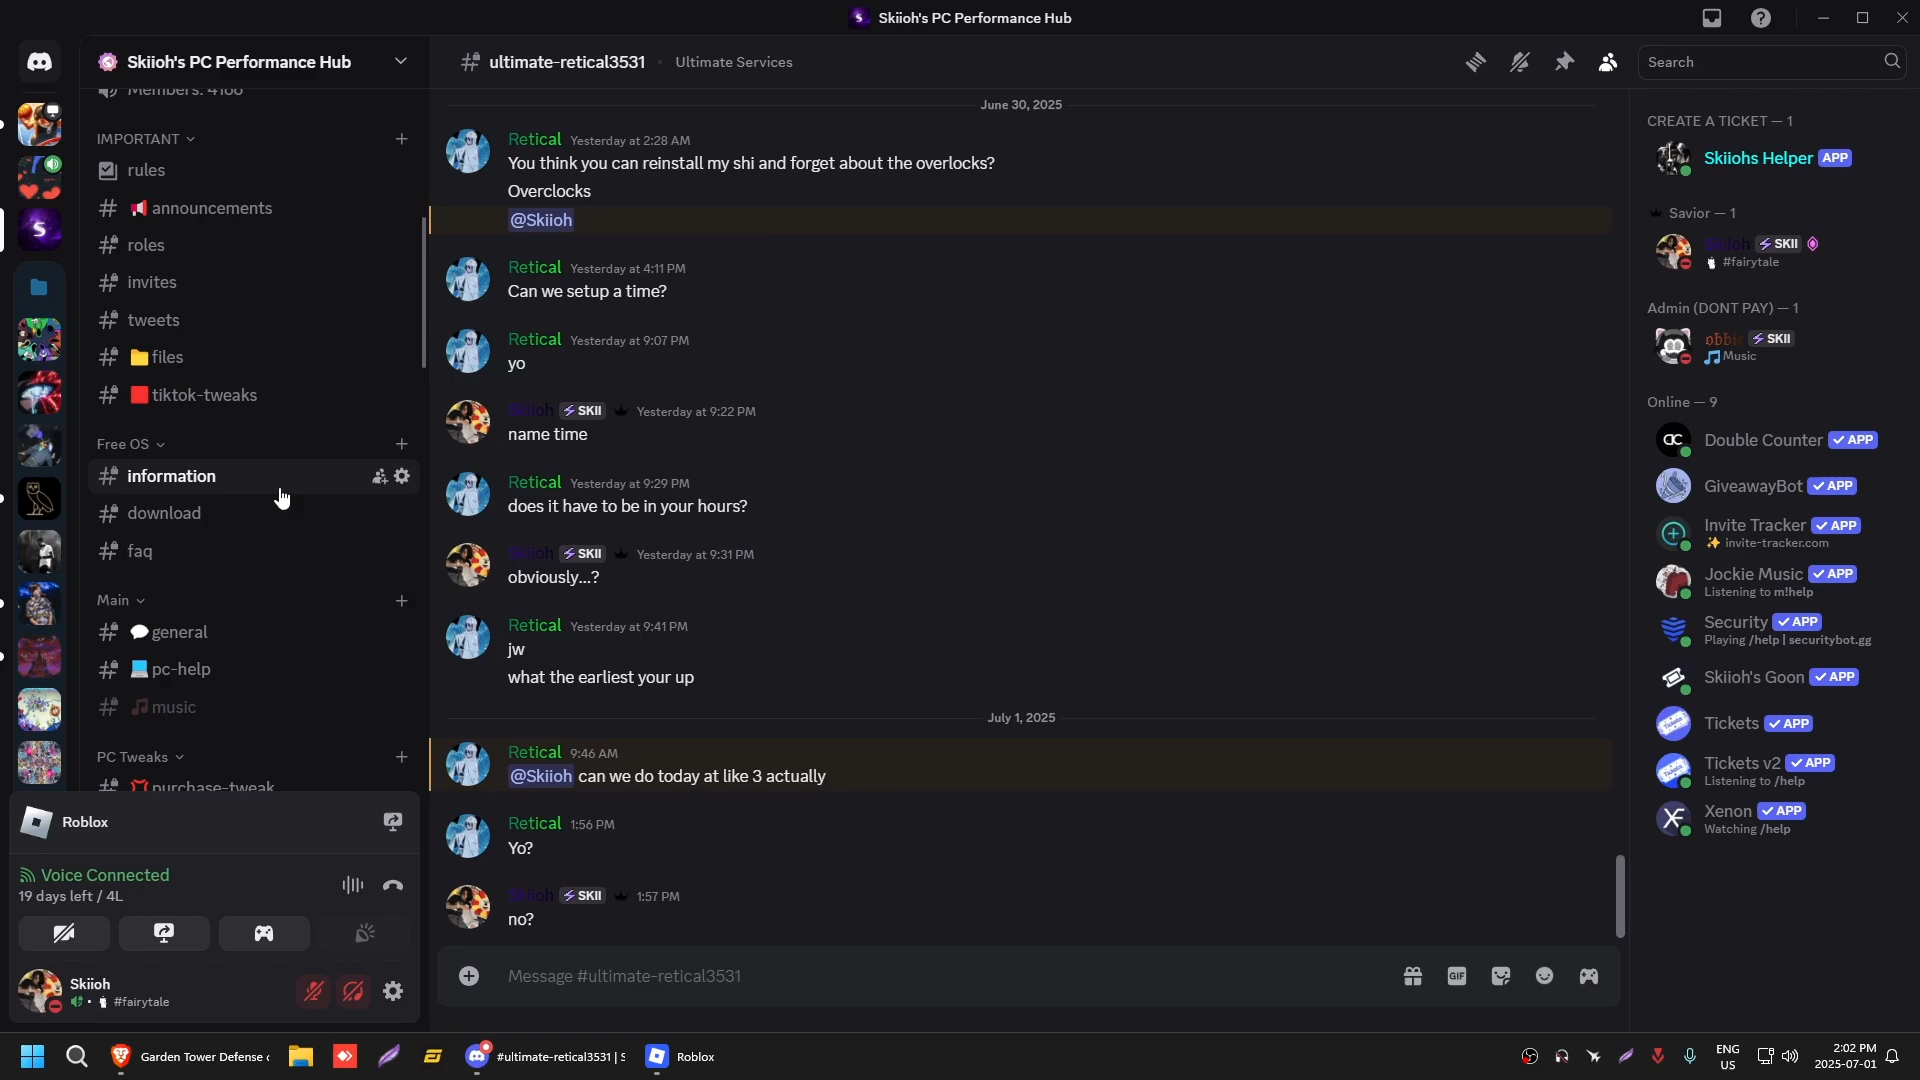 Skiioh's PC Performance Hub
Skiioh's PC Performance Hub
Members: 4166
IMPORTANT
rules
announcements
roles
invites
tweets
files
tiktok-tweaks
Free OS
information
download
faq
Main
general
pc-help
music
PC Tweaks
purchase-tweak
Roblox
Voice Connected
19 days left / 4L
Skiioh
#fairytale
ultimate-retical3531
Ultimate Services
June 30, 2025
Retical Yesterday at 2:28 AM
You think you can reinstall my shi and forget about the overlocks?
Overclocks
@Skiioh
Retical Yesterday at 4:11 PM
Can we setup a time?
Retical Yesterday at 9:07 PM
yo
Skiioh SKII Yesterday at 9:22 PM
name time
Retical Yesterday at 9:29 PM
does it have to be in your hours?
Skiioh SKII Yesterday at 9:31 PM
obviously...?
Retical Yesterday at 9:41 PM
jw
what the earliest your up
July 1, 2025
Retical 9:46 AM
@Skiioh can we do today at like 3 actually
Retical 1:56 PM
Yo?
Skiioh SKII 1:57 PM
no?
Message #ultimate-retical3531
GIF
Search
CREATE A TICKET — 1
Skiiohs Helper APP
Savior — 1
Skiioh SKII
#fairytale
Admin (DONT PAY) — 1
obbie SKII
Music
Online — 9
Double Counter APP
GiveawayBot APP
Invite Tracker APP
invite-tracker.com
Jockie Music APP
Listening to m!help
Security APP
Playing /help | securitybot.gg
Skiioh's Goon APP
Tickets APP
Tickets v2 APP
Listening to /help
Xenon APP
Watching /help
Garden Tower Defense
#ultimate-retical3531 | S
Roblox
ENG
US
2:02 PM
2025-07-01